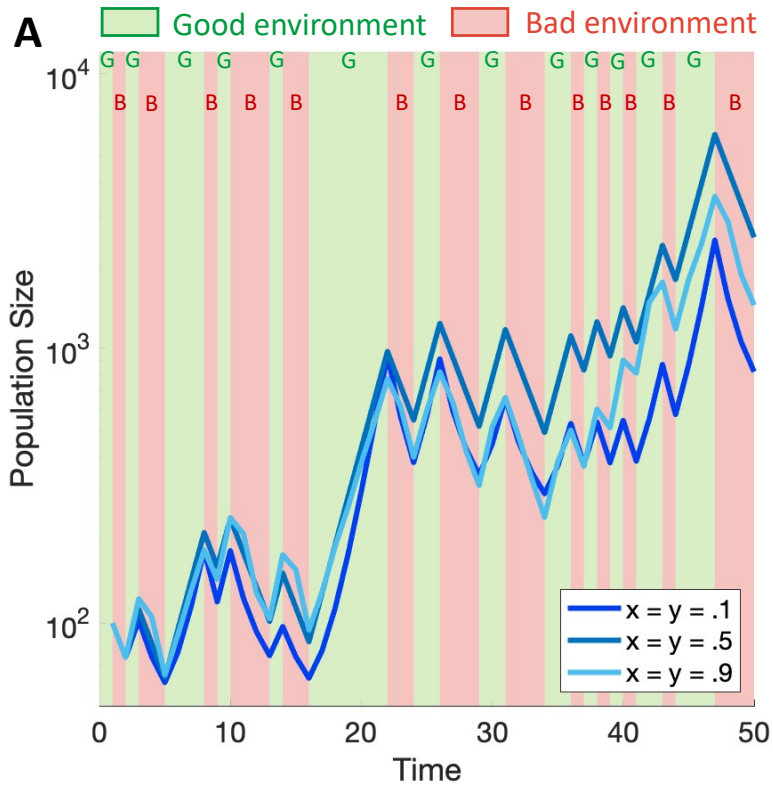 A
Good environment Bad environment
G G G G G G G G G G G G G
B B B B B B B B B B B B B
10^4
10^3
10^2
Population Size
x = y = .1
x = y = .5
x = y = .9
0 10 20 30 40 50
Time